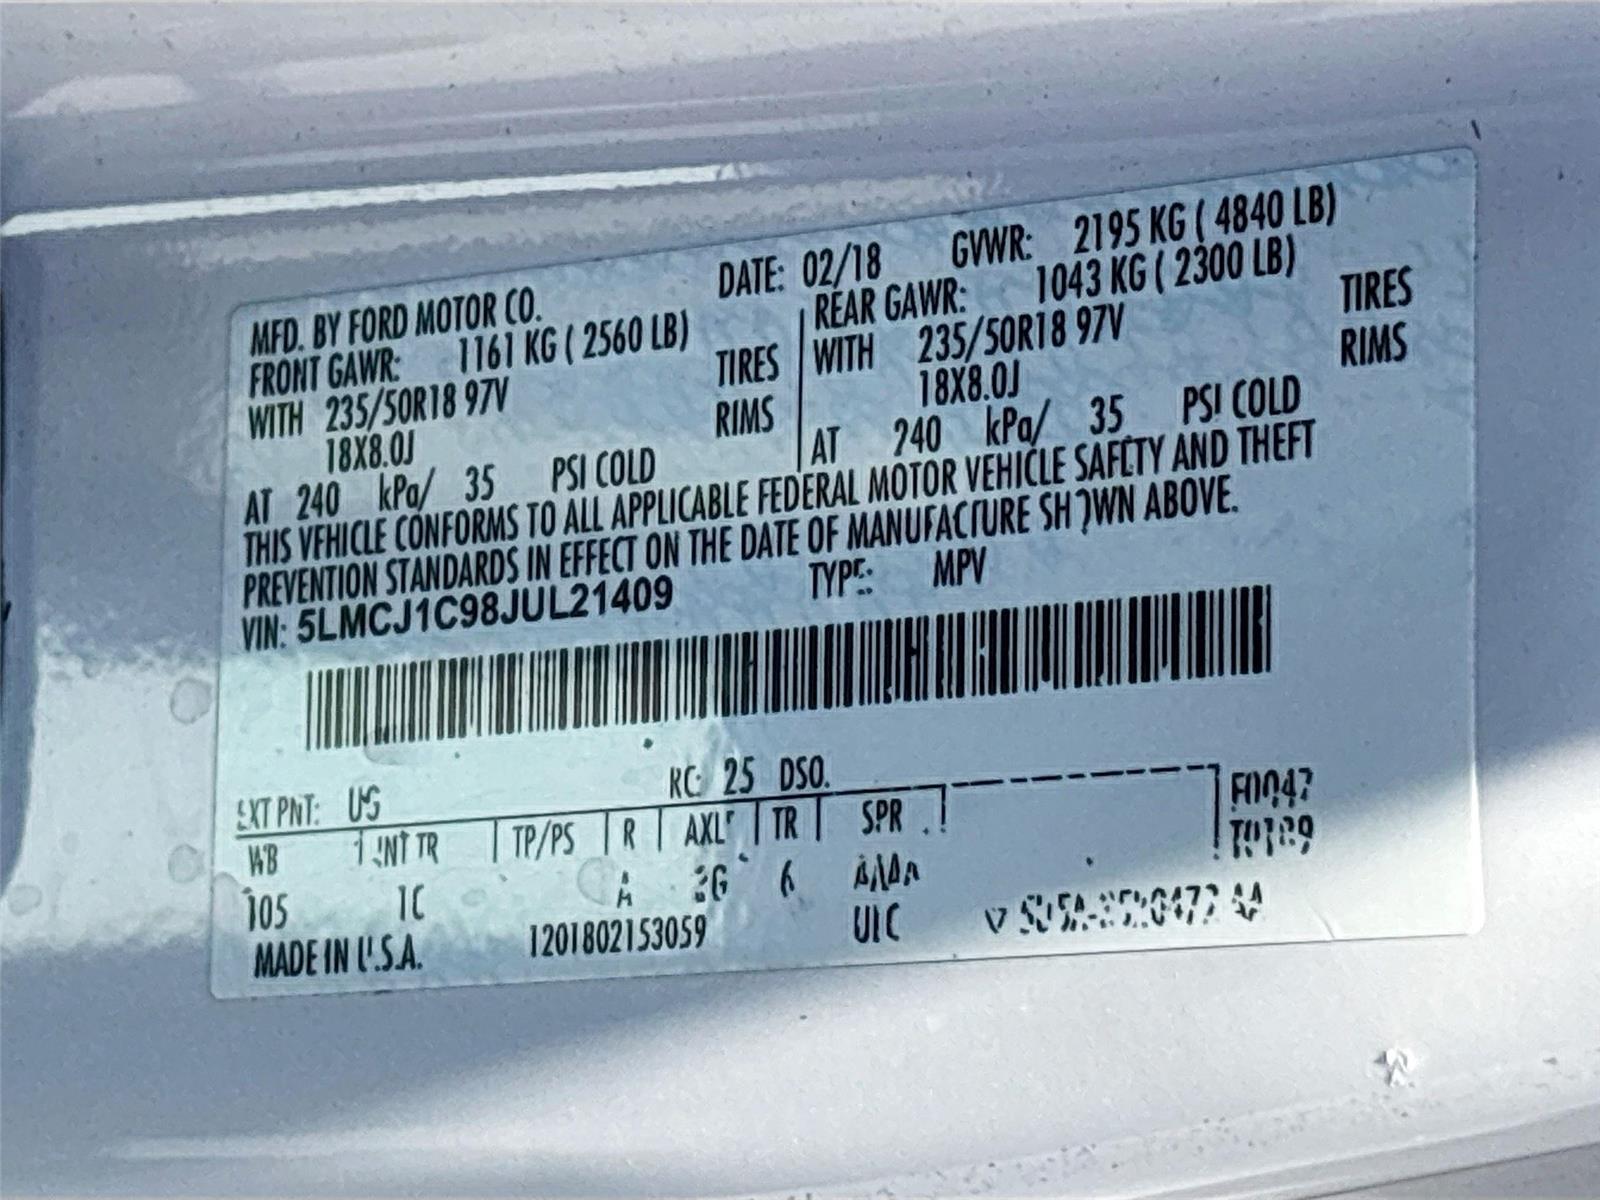 MFD. BY FORD MOTOR CO. DATE: 02/18 GVWR: 2195 KG ( 4840 LB)
FRONT GAWR: 1161 KG ( 2560 LB) REAR GAWR: 1043 KG ( 2300 LB)
WITH 235/50R18 97V TIRES WITH 235/50R18 97V TIRES
18X8.0J RIMS 18X8.0J RIMS
AT 240 kPa/ 35 PSI COLD AT 240 kPa/ 35 PSI COLD
THIS VEHICLE CONFORMS TO ALL APPLICABLE FEDERAL MOTOR VEHICLE SAFETY AND THEFT
PREVENTION STANDARDS IN EFFECT ON THE DATE OF MANUFACTURE SHOWN ABOVE.
VIN: 5LMCJ1C98JUL21409 TYPE: MPV
EXT PNT: UG RC: 25 DSO.
WB INT TR TP/PS R AXLE TR SPR
105 1C A 6
MADE IN U.S.A. 1201802153059